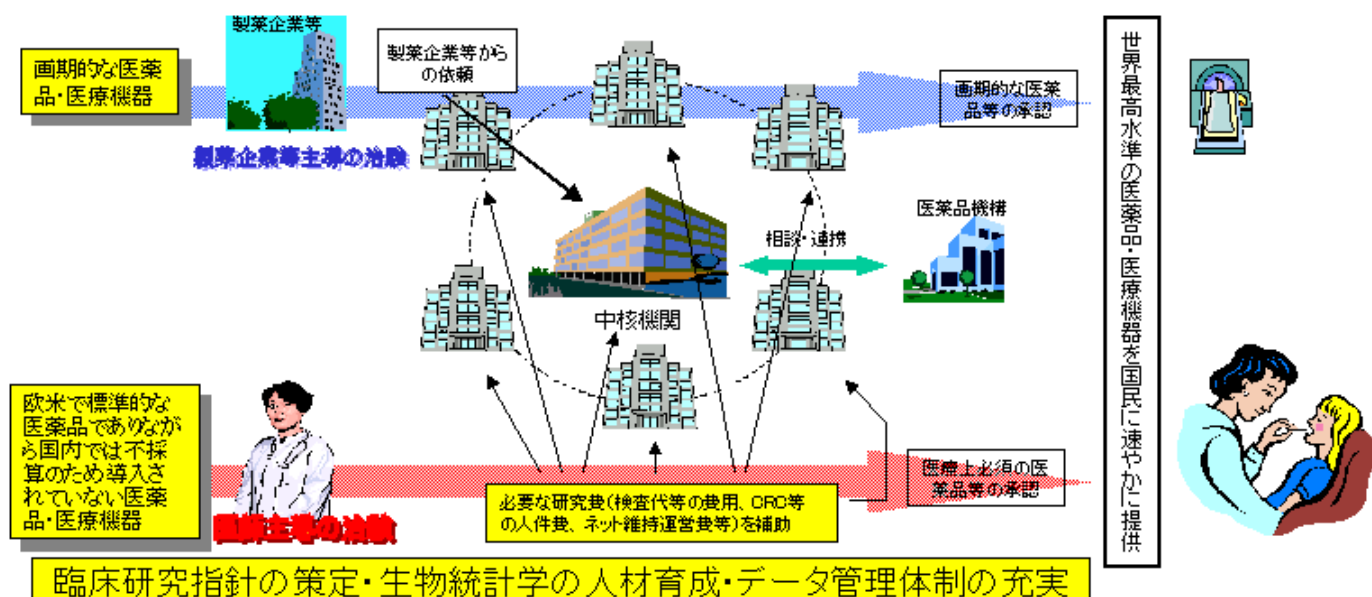 製薬企業等
画期的な医薬
品・医療機器
製薬企業等から
の依頼
画期的な医薬
品等の承認
製薬企業等主導の治験
医薬品機構
相談・連携
中核機関
欧米で標準的な
医薬品でありなが
ら国内では不採
算のため導入さ
れていない医薬
品・医療機器
医師主導の治験
必要な研究費(検査代等の費用、CRC等
の人件費、ネット維持運営費等)を補助
医療上必須の医
薬品等の承認
世界最高水準の医薬品・医療機器を国民に速やかに提供
臨床研究指針の策定・生物統計学の人材育成・データ管理体制の充実